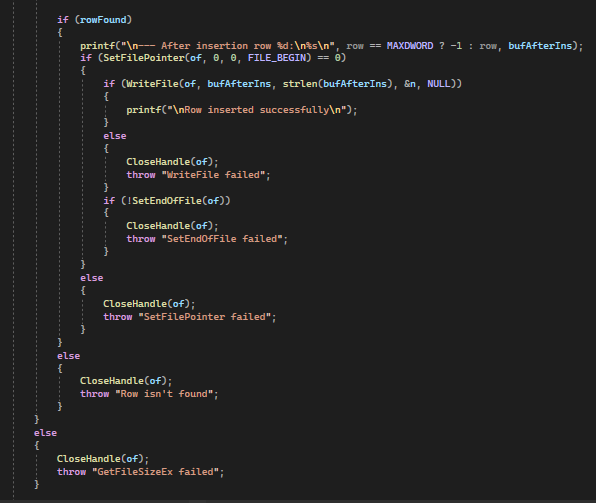 if (rowFound)
{
printf("\n--- After insertion row %d:\n%s\n", row == MAXDWORD ? -1 : row, bufAfterIns);
if (SetFilePointer(of, 0, 0, FILE_BEGIN) == 0)
{
if (WriteFile(of, bufAfterIns, strlen(bufAfterIns), &n, NULL))
{
printf("\nRow inserted successfully\n");
}
else
{
CloseHandle(of);
throw "WriteFile failed";
}
if (!SetEndOfFile(of))
{
CloseHandle(of);
throw "SetEndOfFile failed";
}
}
else
{
CloseHandle(of);
throw "SetFilePointer failed";
}
}
else
{
CloseHandle(of);
throw "Row isn't found";
}
}
else
{
CloseHandle(of);
throw "GetFileSizeEx failed";
}